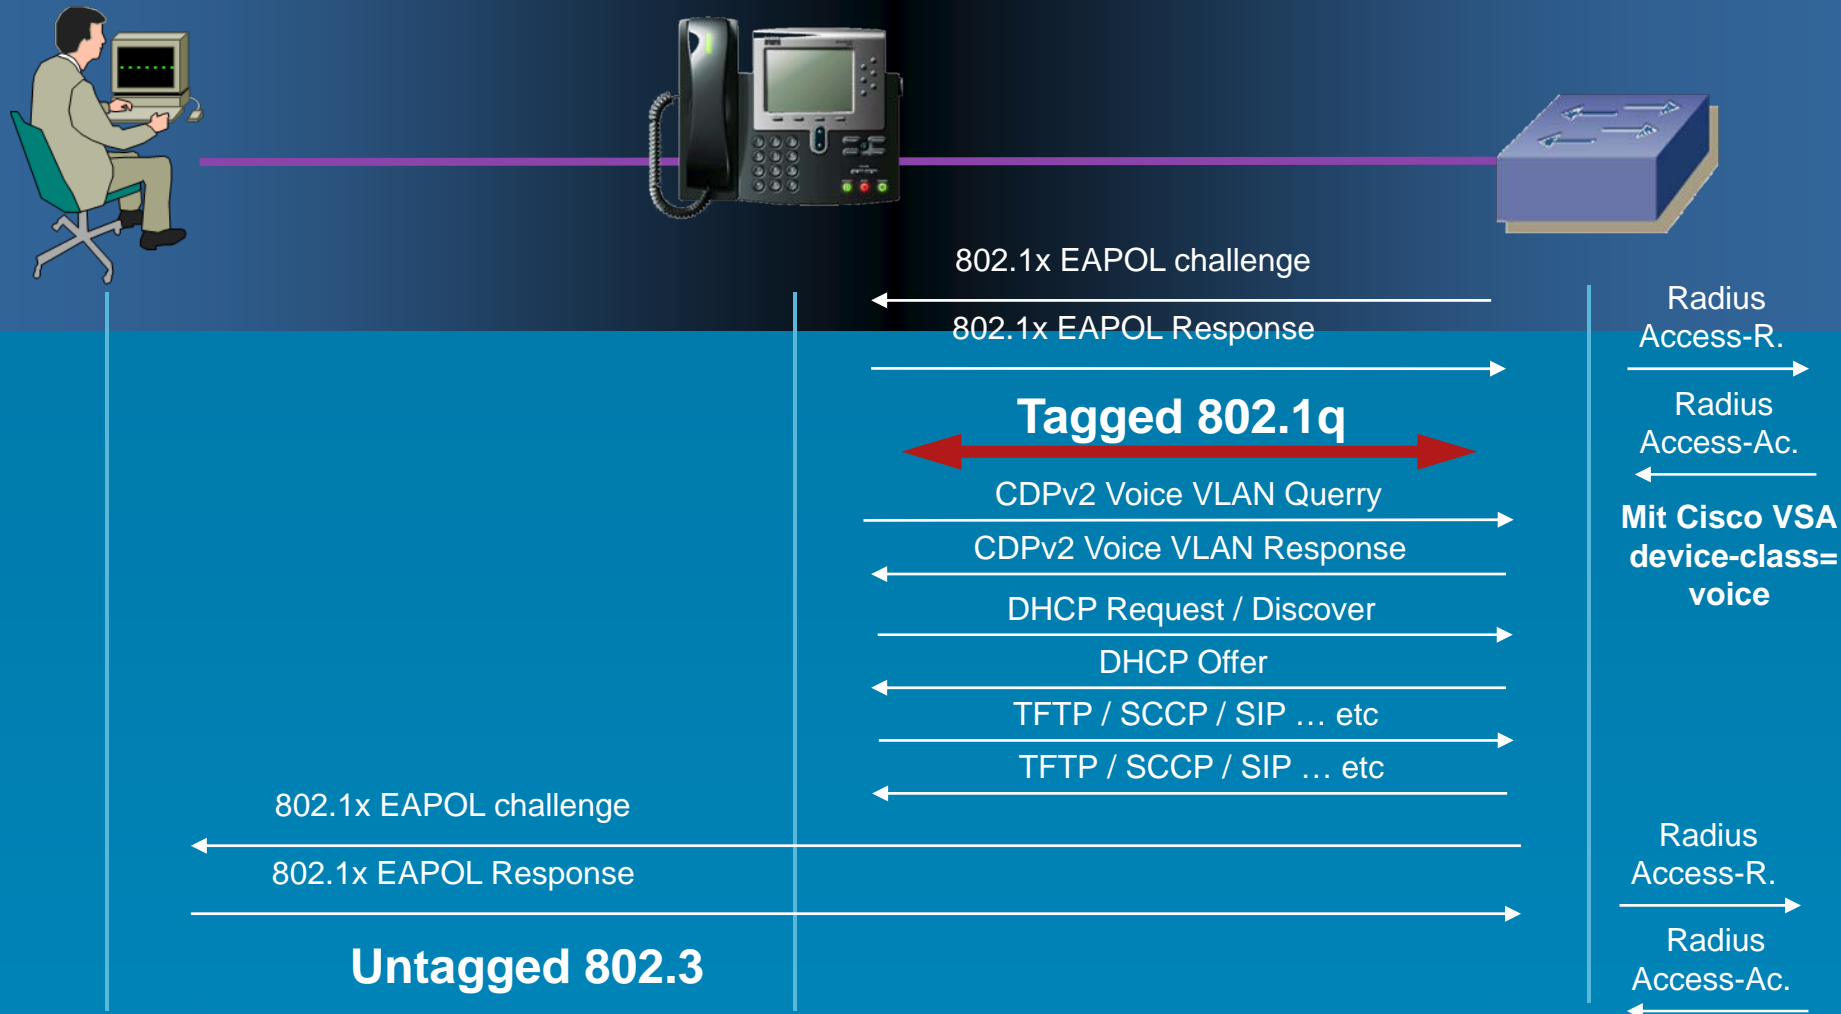 802.1x EAPOL challenge
802.1x EAPOL Response
Radius
Access-R.
Tagged 802.1q
Radius
Access-Ac.
CDPv2 Voice VLAN Querry
CDPv2 Voice VLAN Response
Mit Cisco VSA
device-class=
voice
DHCP Request / Discover
DHCP Offer
TFTP / SCCP / SIP … etc
TFTP / SCCP / SIP … etc
802.1x EAPOL challenge
802.1x EAPOL Response
Radius
Access-R.
Untagged 802.3
Radius
Access-Ac.